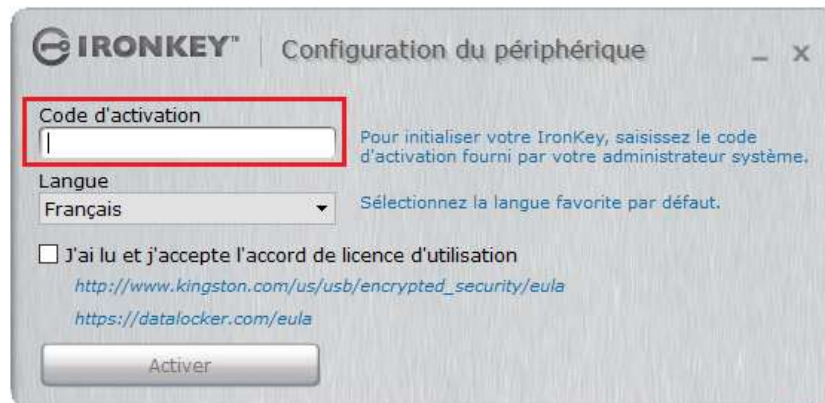 IRONKEY™ Configuration du périphérique
Code d'activation
Pour initialiser votre IronKey, saisissez le code
d'activation fourni par votre administrateur système.
Langue
Français
Sélectionnez la langue favorite par défaut.
J'ai lu et j'accepte l'accord de licence d'utilisation
http://www.kingston.com/us/usb/encrypted_security/eula
https://datalocker.com/eula
Activer